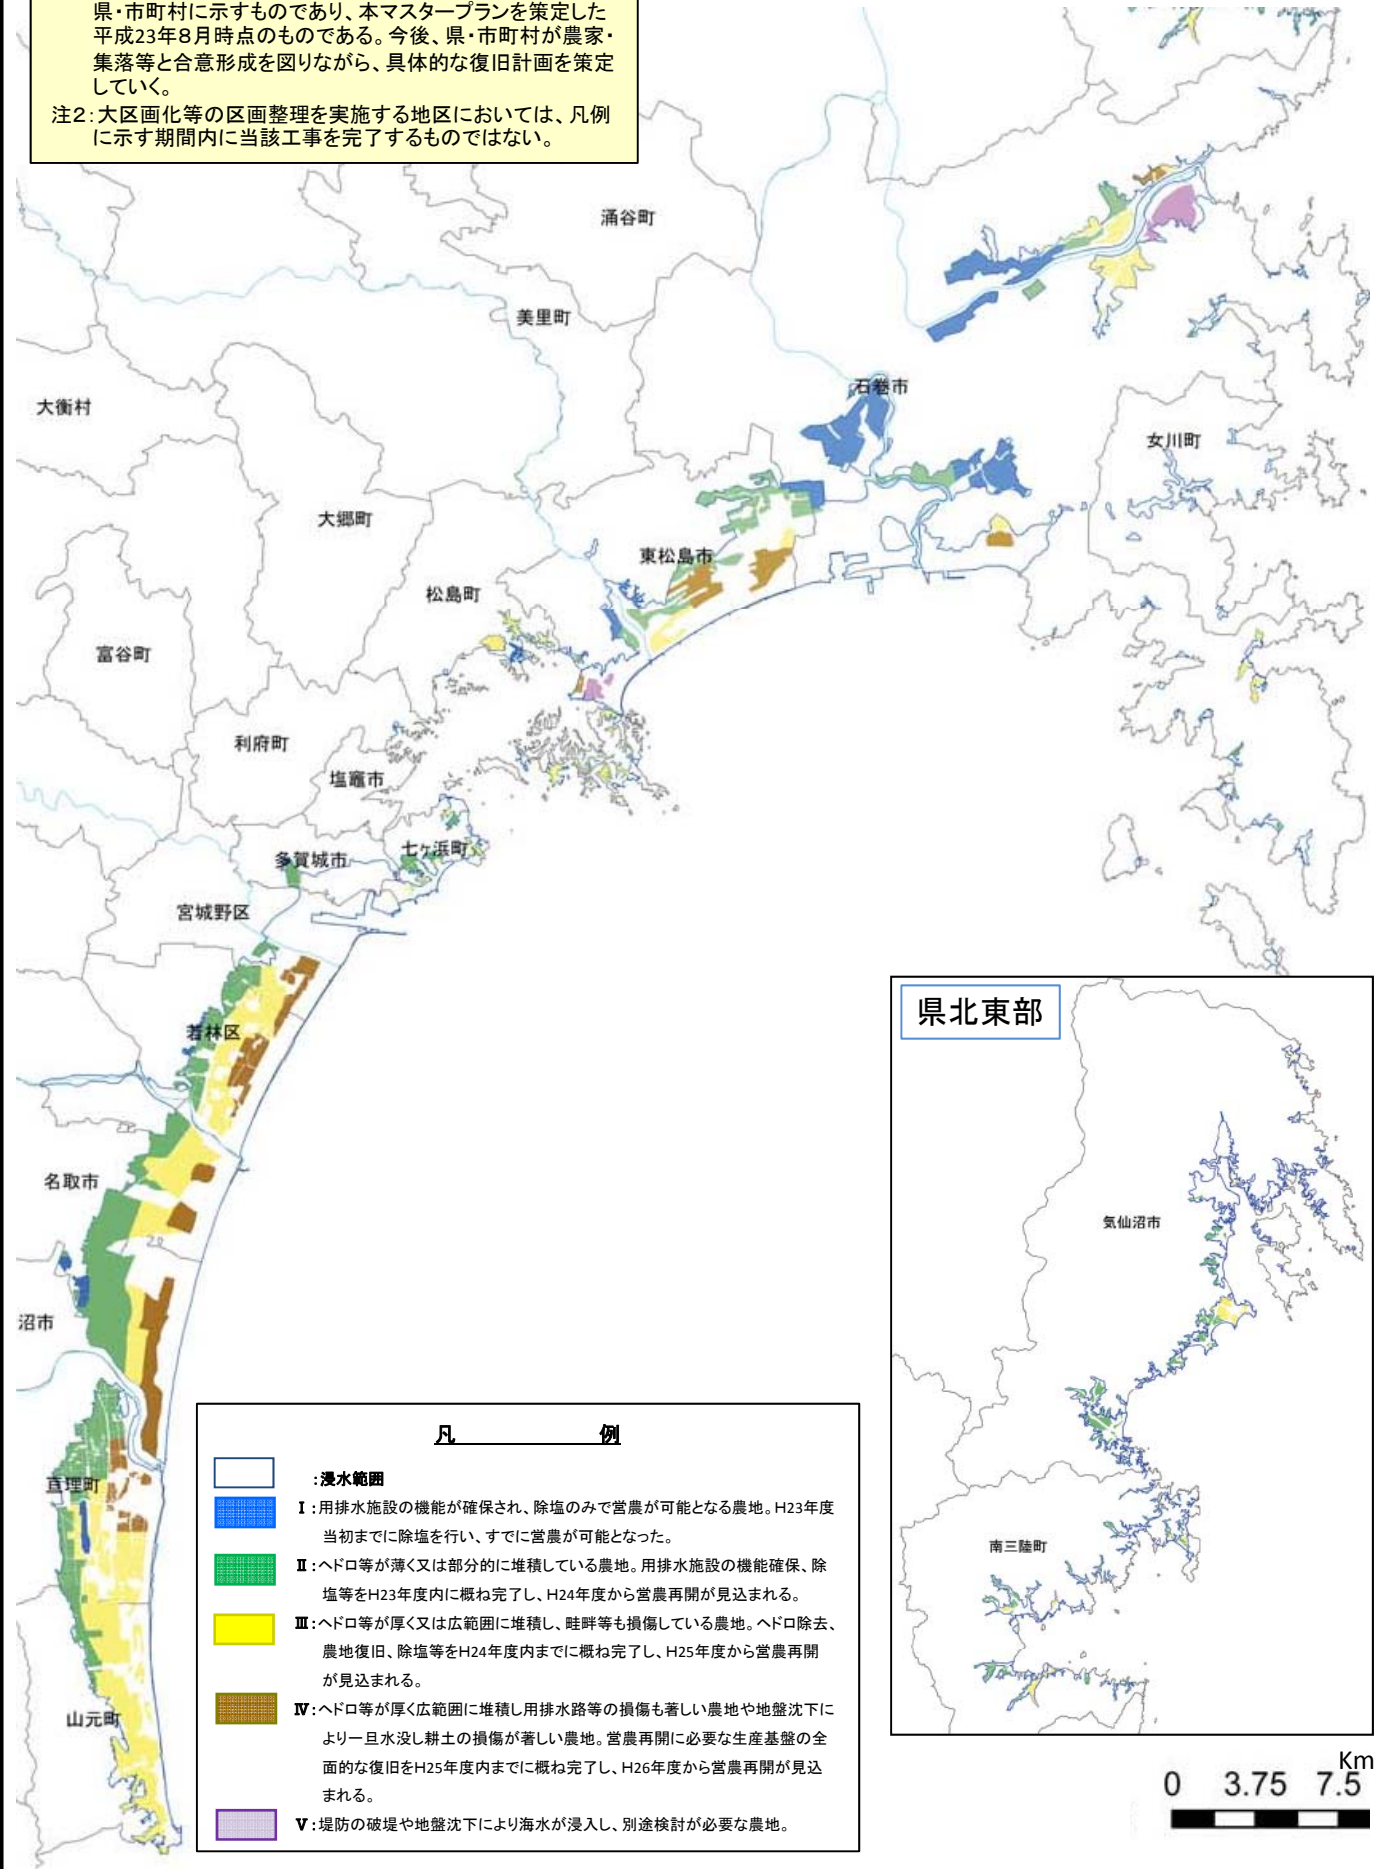 県・市町村に示すものであり、本マスタープランを策定した
平成23年8月時点のものである。今後、県・市町村が農家・
集落等と合意形成を図りながら、具体的な復旧計画を策定
していく。
注2：大区画化等の区画整理を実施する地区においては、凡例
に示す期間内に当該工事を完了するものではない。
涌谷町
美里町
石巻市
大衡村
女川町
大郷町
東松島市
松島町
富谷町
利府町
塩竈市
七ヶ浜町
多賀城市
宮城野区
県北東部
若林区
名取市
気仙沼市
沼市
凡 例
：浸水範囲
Ⅰ：用排水施設の機能が確保され、除塩のみで営農が可能となる農地。H23年度
当初までに除塩を行い、すでに営農が可能となった。
Ⅱ：ヘドロ等が薄く又は部分的に堆積している農地。用排水施設の機能確保、除
塩等をH23年度内に概ね完了し、H24年度から営農再開が見込まれる。
Ⅲ：ヘドロ等が厚く又は広範囲に堆積し、畦畔等も損傷している農地。ヘドロ除去、
農地復旧、除塩等をH24年度内までに概ね完了し、H25年度から営農再開
が見込まれる。
Ⅳ：ヘドロ等が厚く広範囲に堆積し用排水路等の損傷も著しい農地や地盤沈下に
より一旦水没し耕土の損傷が著しい農地。営農再開に必要な生産基盤の全
面的な復旧をH25年度内までに概ね完了し、H26年度から営農再開が見込
まれる。
Ⅴ：堤防の破堤や地盤沈下により海水が浸入し、別途検討が必要な農地。
亘理町
南三陸町
山元町
Km
0 3.75 7.5